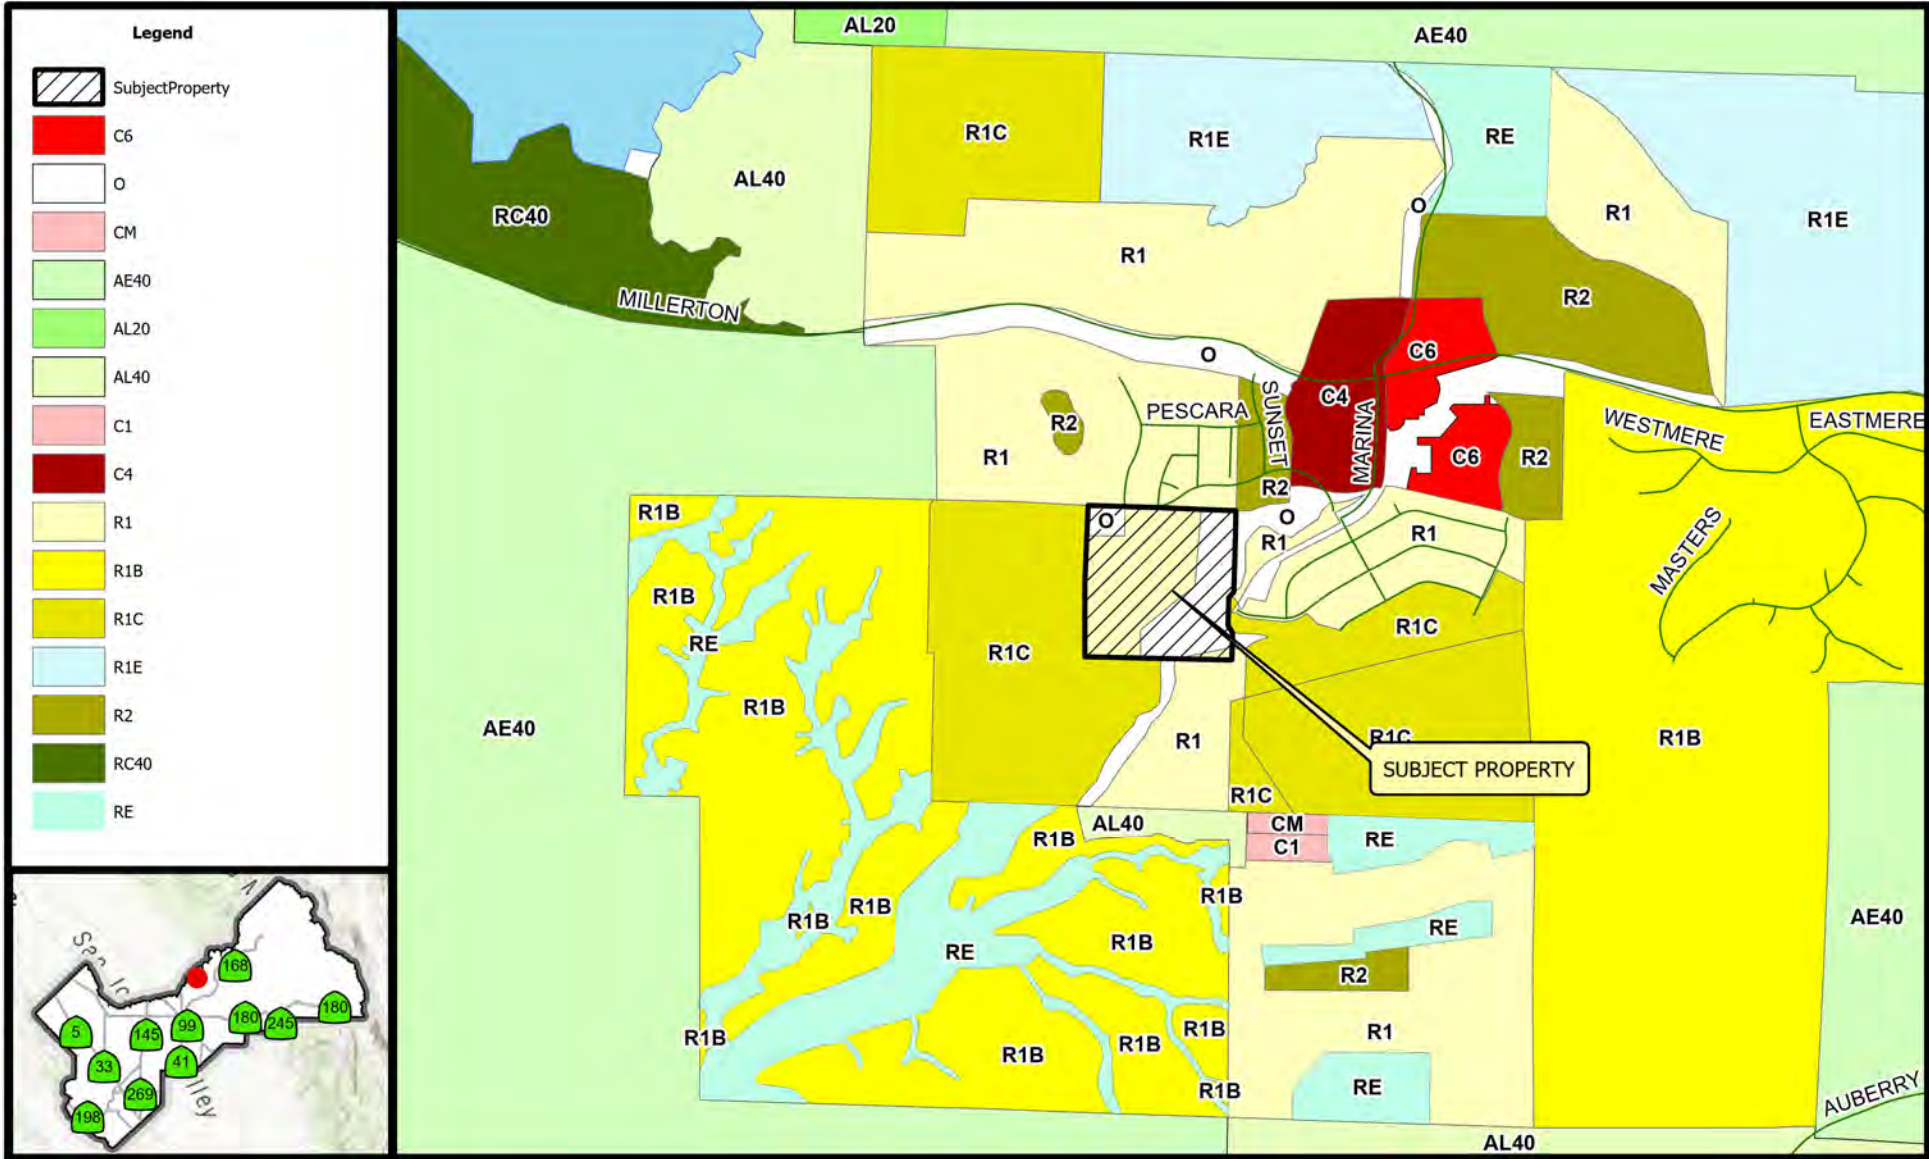 Legend
SubjectProperty
C6
O
CM
AE40
AL20
AL40
C1
C4
R1
R1B
R1C
R1E
R2
RC40
RE
168
5
145
99
180
245
180
33
41
269
198
lley
AL20
AE40
R1C
R1E
RE
AL40
RC40
O
R1
R1E
R1
R2
MILLERTON
O
C6
C4
SUNSET
MARINA
PESCARA
R2
R1
R2
C6
R2
WESTMERE
EASTMERE
MASTERS
R1B
O
O
R1
R1
R1B
RE
R1C
R1C
R1B
AE40
R1
R1C
R1B
SUBJECT PROPERTY
R1C
AL40
CM
C1
RE
R1B
R1B
R1B
R1B
R1B
RE
RE
AE40
R2
R1B
R1B
R1B
R1B
R1
R1B
RE
AUBERRY
AL40